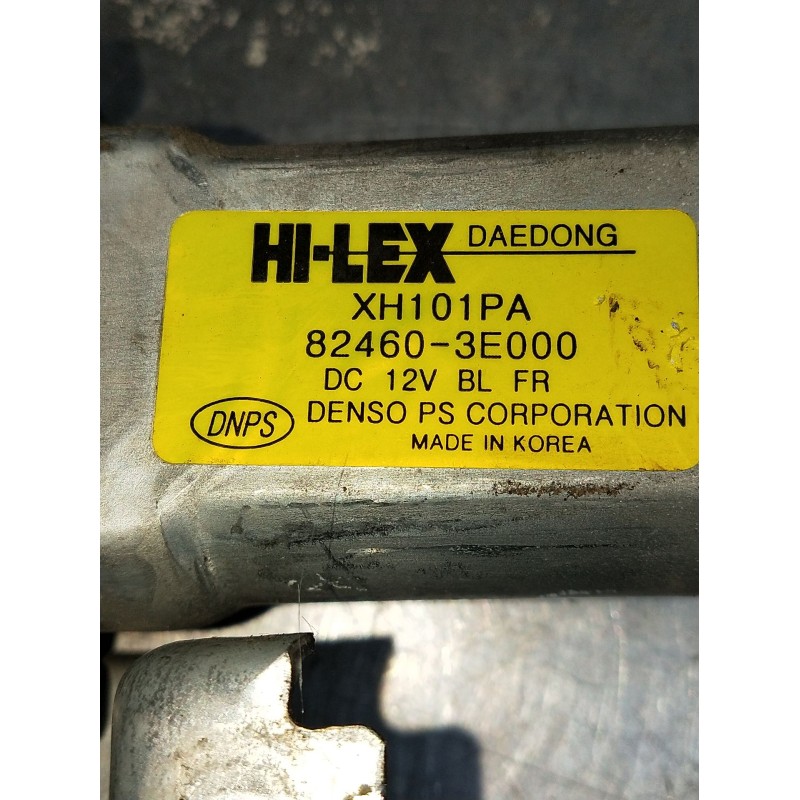 HI-LEX DAEDONG
XH101PA
82460-3E000
DC 12V BL FR
DNPS DENSO PS CORPORATION
MADE IN KOREA